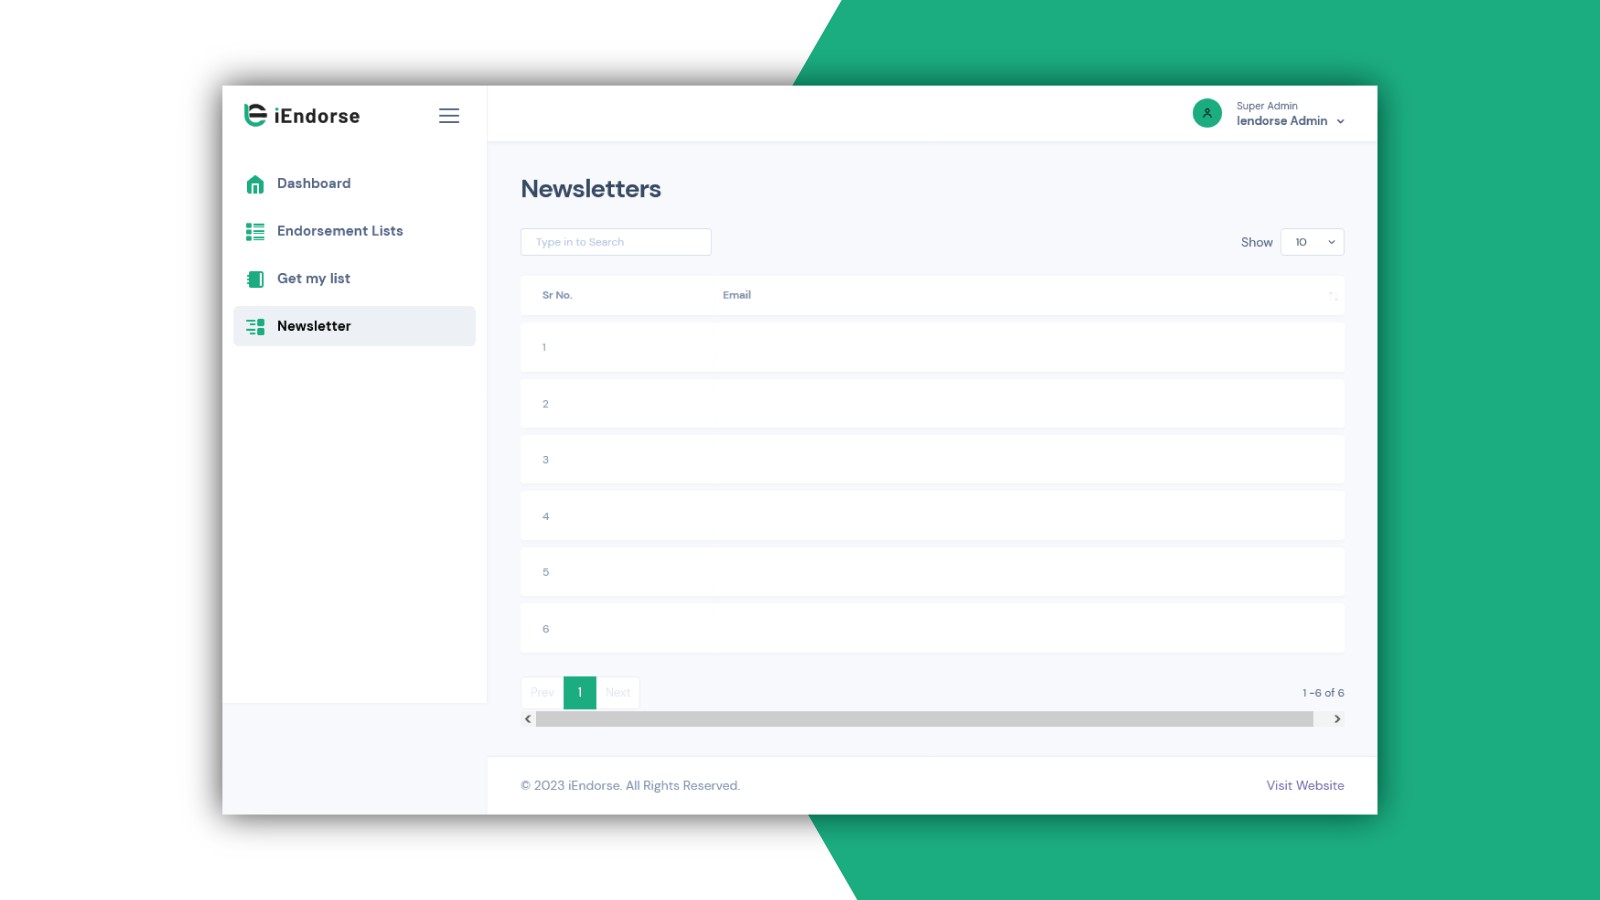 iEndorse
Super Admin
Iendorse Admin
Dashboard
Endorsement Lists
Get my list
Newsletter
Newsletters
Type in to Search
Show 10
Sr No. Email
1
2
3
4
5
6
Prev 1 Next
1 -6 of 6
© 2023 iEndorse. All Rights Reserved.
Visit Website